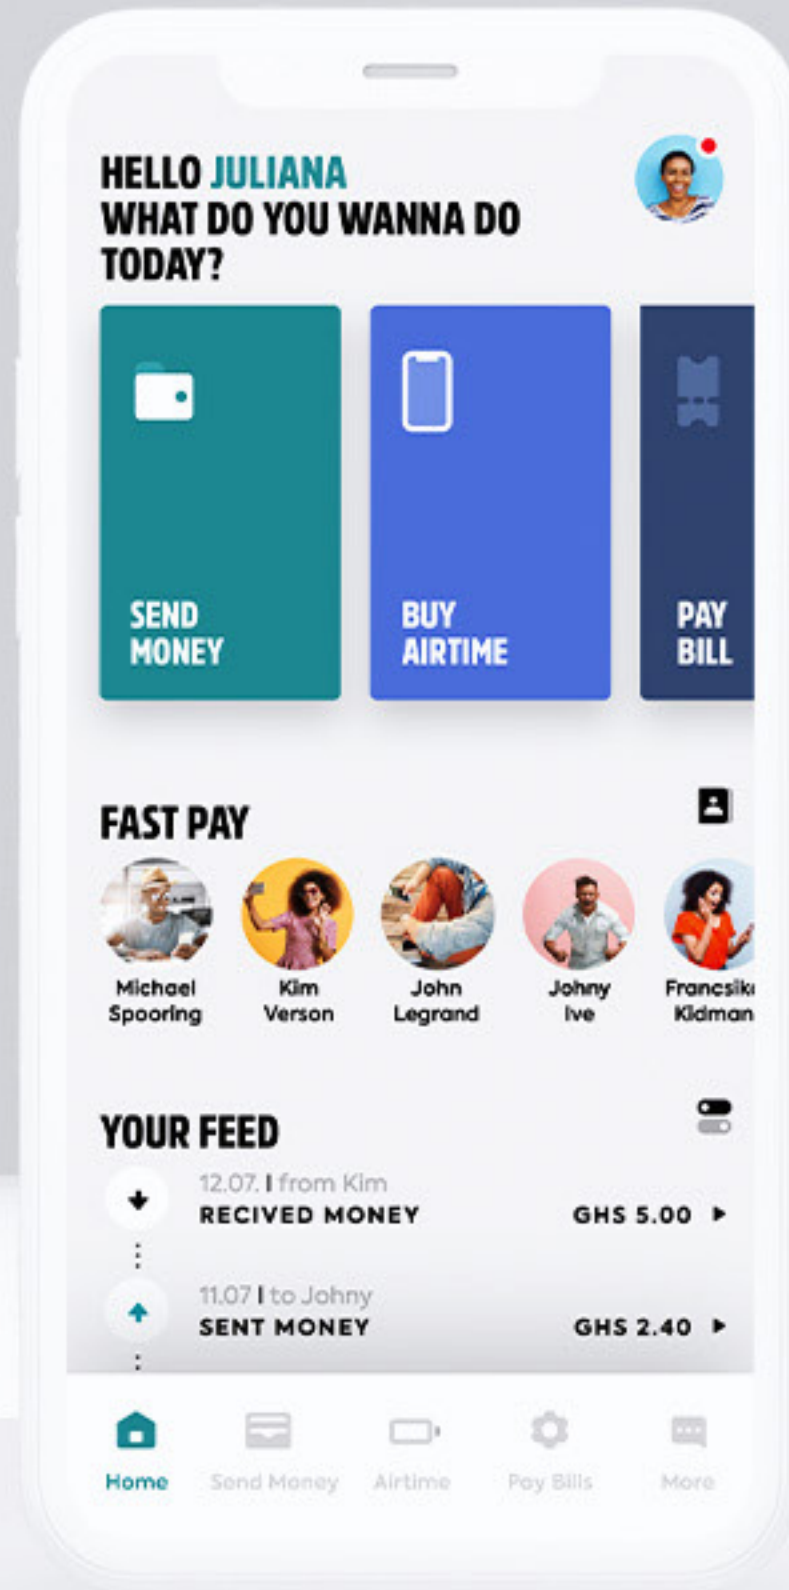 HELLO JULIANA
WHAT DO YOU WANNA DO
TODAY?
SEND
MONEY
BUY
AIRTIME
PAY
BILL
FAST PAY
Michael
Spooring
Kim
Verson
John
Legrand
Johny
Ive
Francsik
Kidman
YOUR FEED
12.07. I from Kim
RECIVED MONEY GHS 5.00
11.07 I to Johny
SENT MONEY GHS 2.40
Home Send Money Airtime Pay Bills More